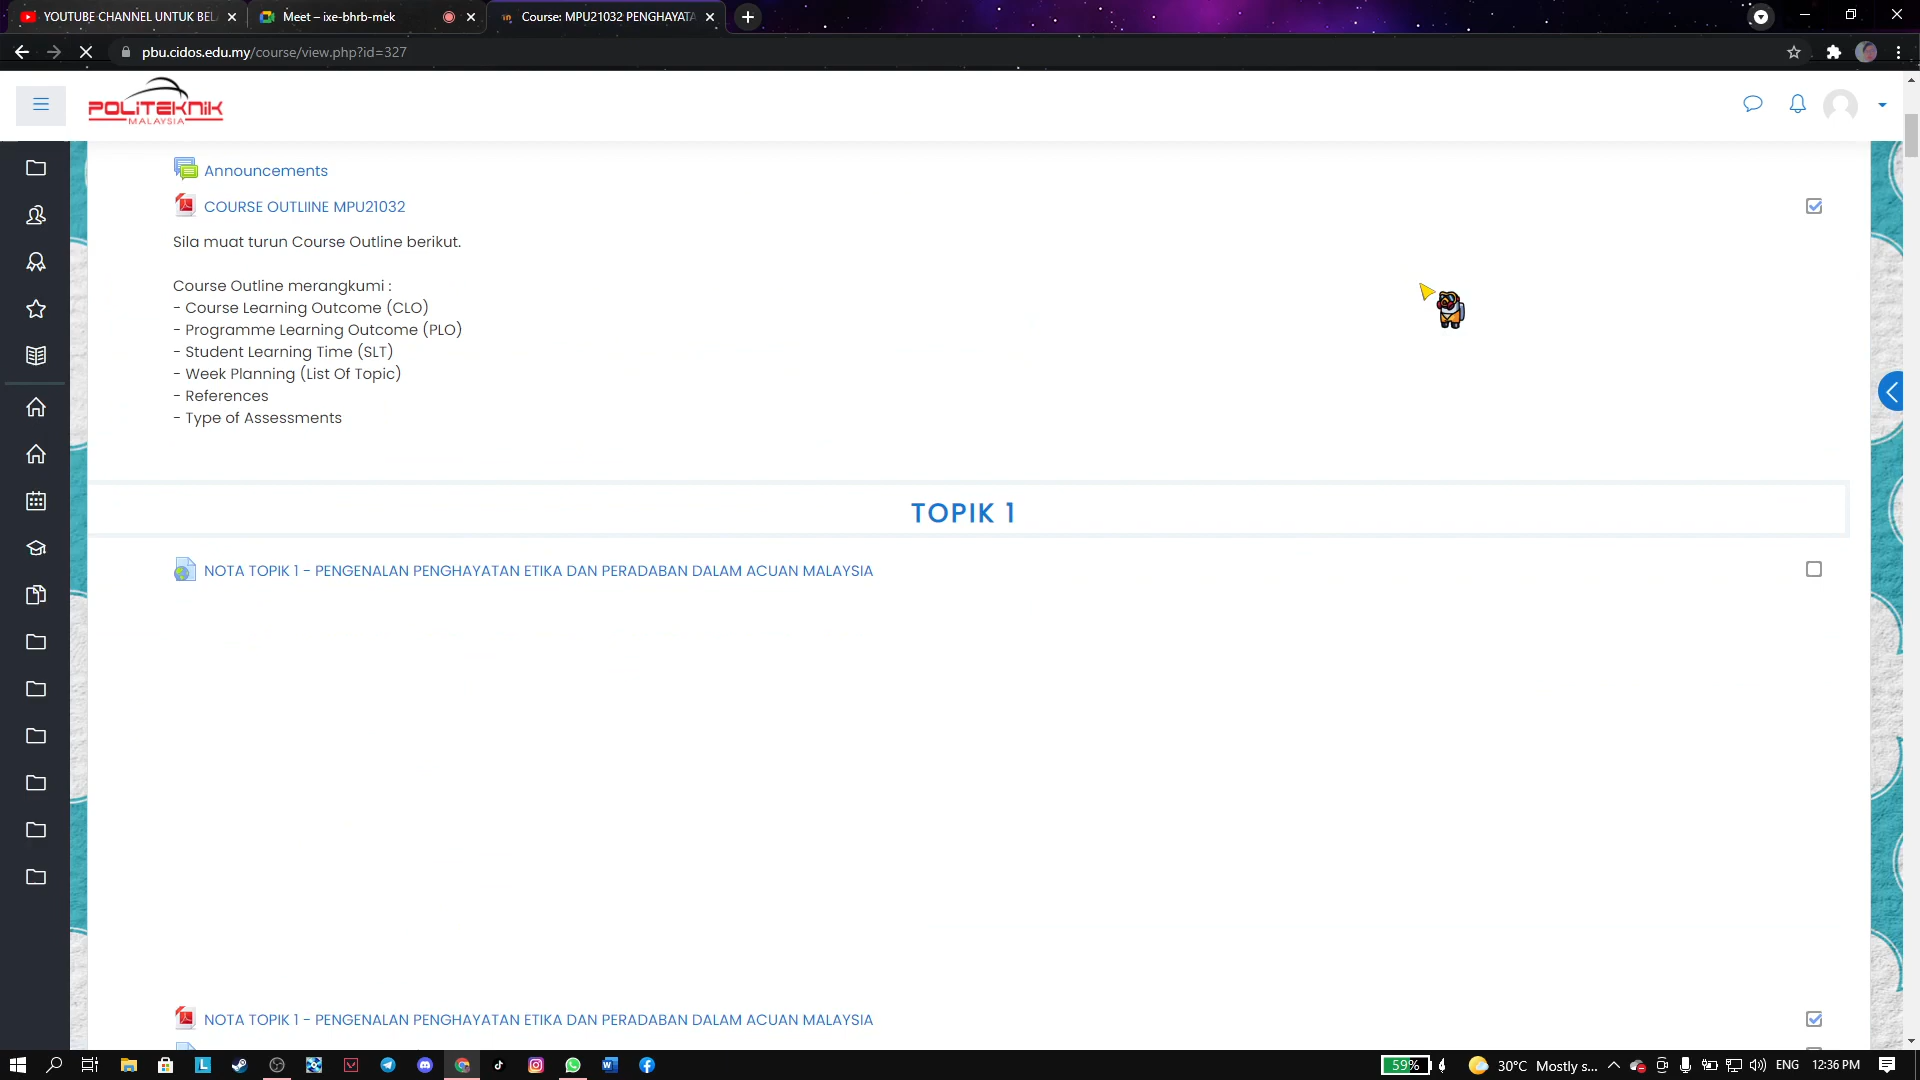 YOUTUBE CHANNEL UNTUK BEL
Meet – ixe-bhrb-mek
Course: MPU21032 PENGHAYATA
pbu.cidos.edu.my/course/view.php?id=327
POLITEKNIK
MALAYSIA
Announcements
COURSE OUTLIINE MPU21032
Sila muat turun Course Outline berikut.
Course Outline merangkumi :
- Course Learning Outcome (CLO)
- Programme Learning Outcome (PLO)
- Student Learning Time (SLT)
- Week Planning (List Of Topic)
- References
- Type of Assessments
TOPIK 1
NOTA TOPIK 1 - PENGENALAN PENGHAYATAN ETIKA DAN PERADABAN DALAM ACUAN MALAYSIA
NOTA TOPIK 1 - PENGENALAN PENGHAYATAN ETIKA DAN PERADABAN DALAM ACUAN MALAYSIA
59%
30°C Mostly s...
ENG
12:36 PM